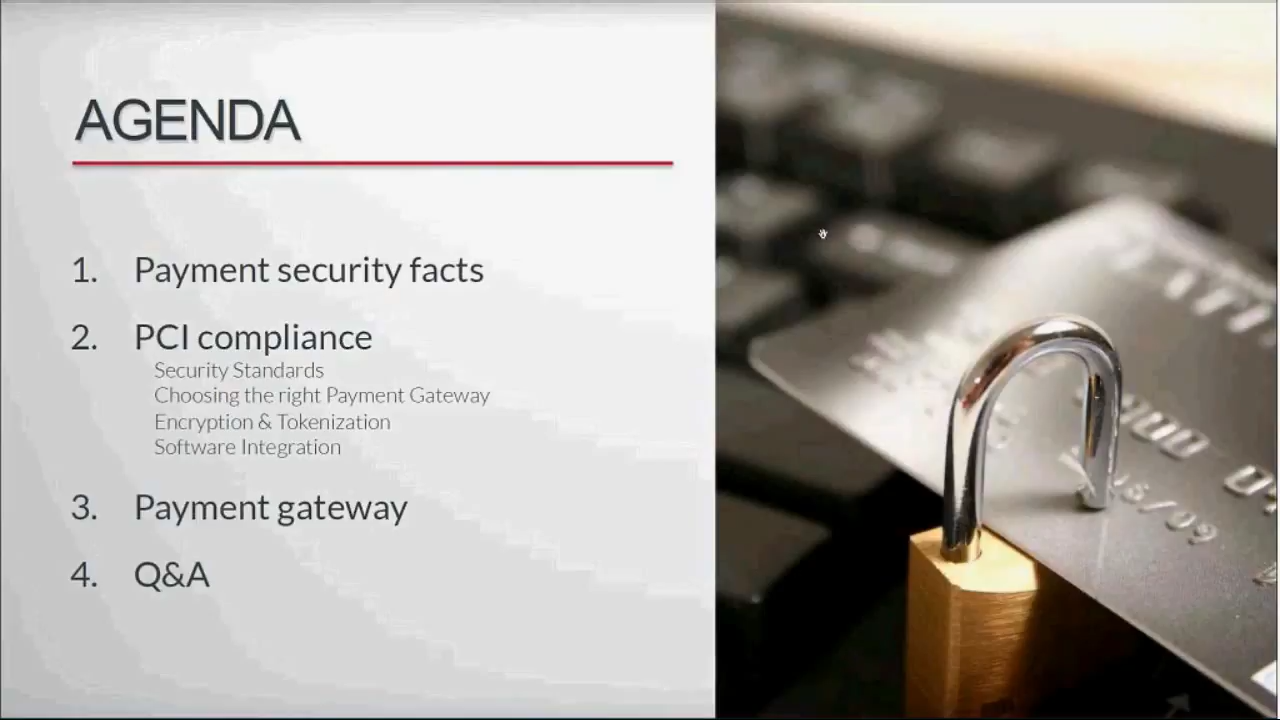 AGENDA
1. Payment security facts
2. PCI compliance
Security Standards
Choosing the right Payment Gateway
Encryption & Tokenization
Software Integration
3. Payment gateway
4. Q&A